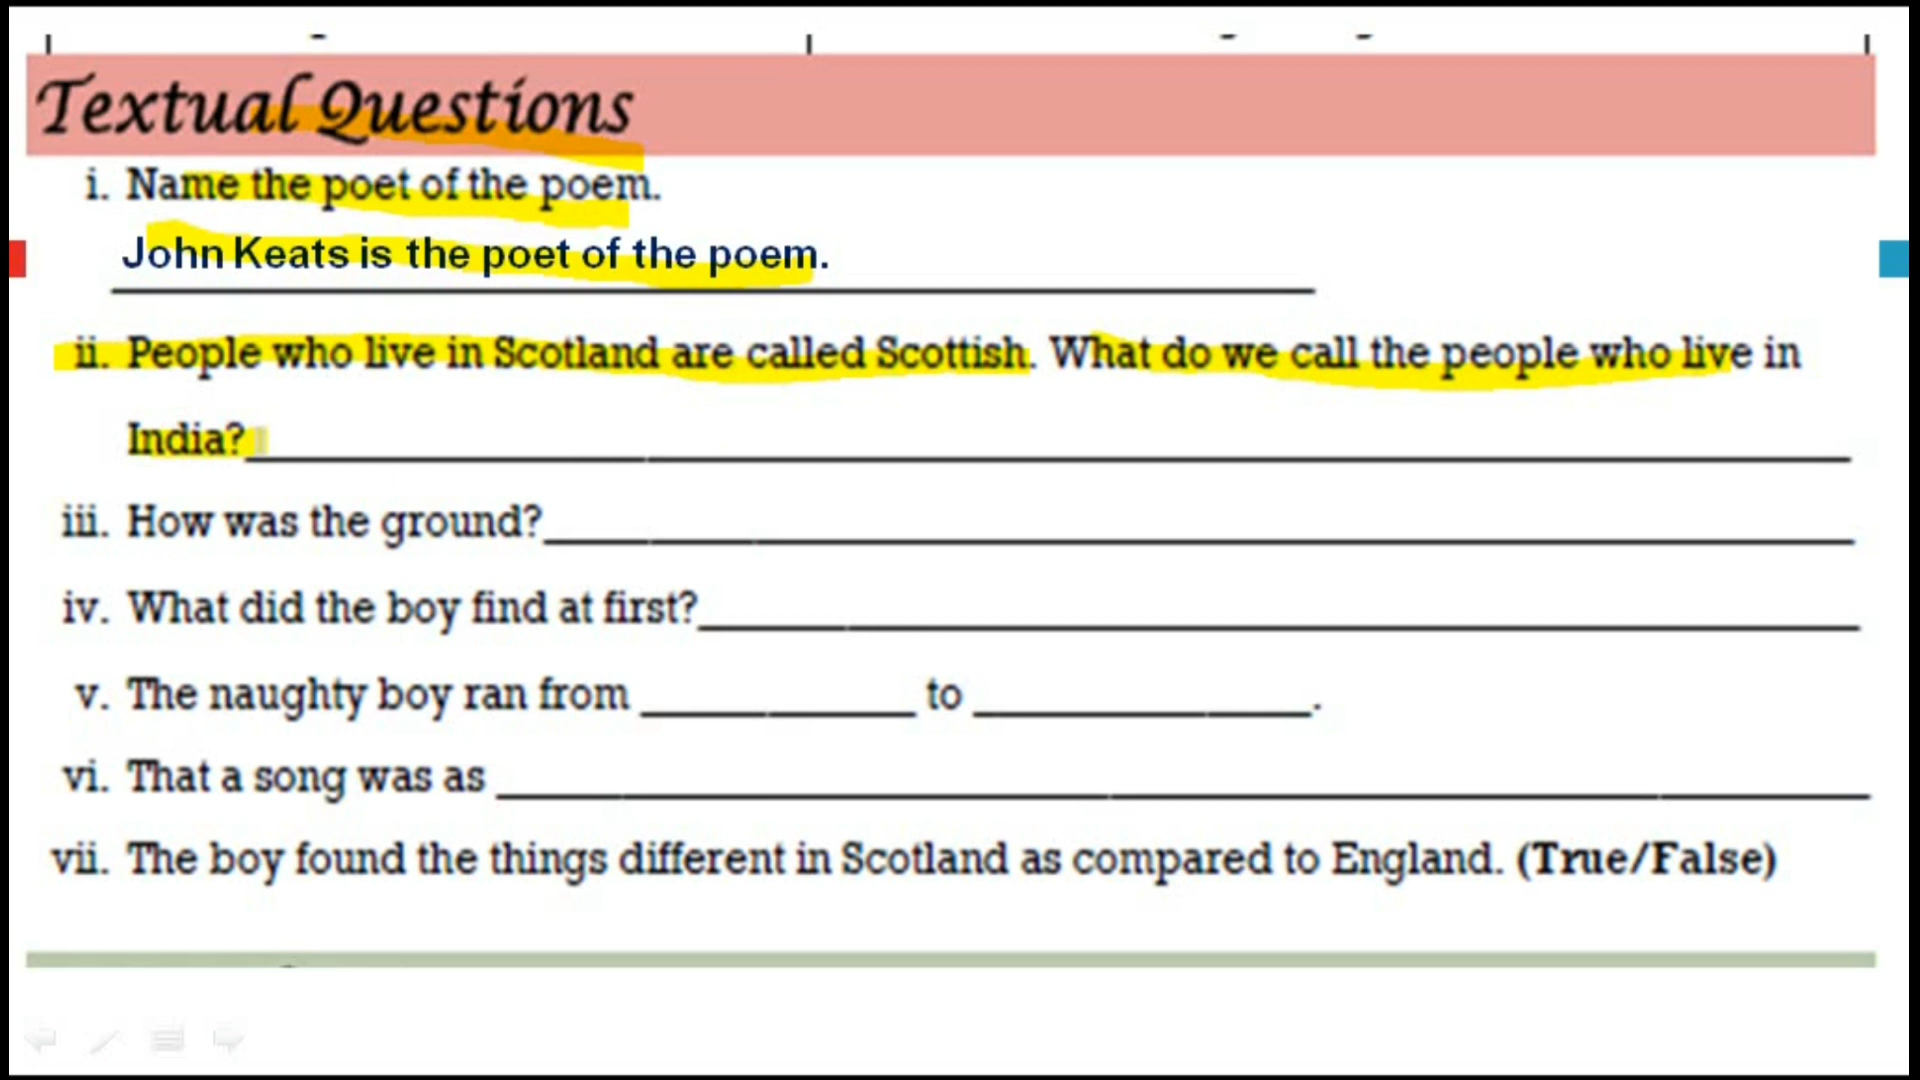 Textual Questions
i. Name the poet of the poem.
John Keats is the poet of the poem.
ii. People who live in Scotland are called Scottish. What do we call the people who live in
India?
iii. How was the ground?
iv. What did the boy find at first?
v. The naughty boy ran from ____________ to ____________.
vi. That a song was as
vii. The boy found the things different in Scotland as compared to England. (True/False)